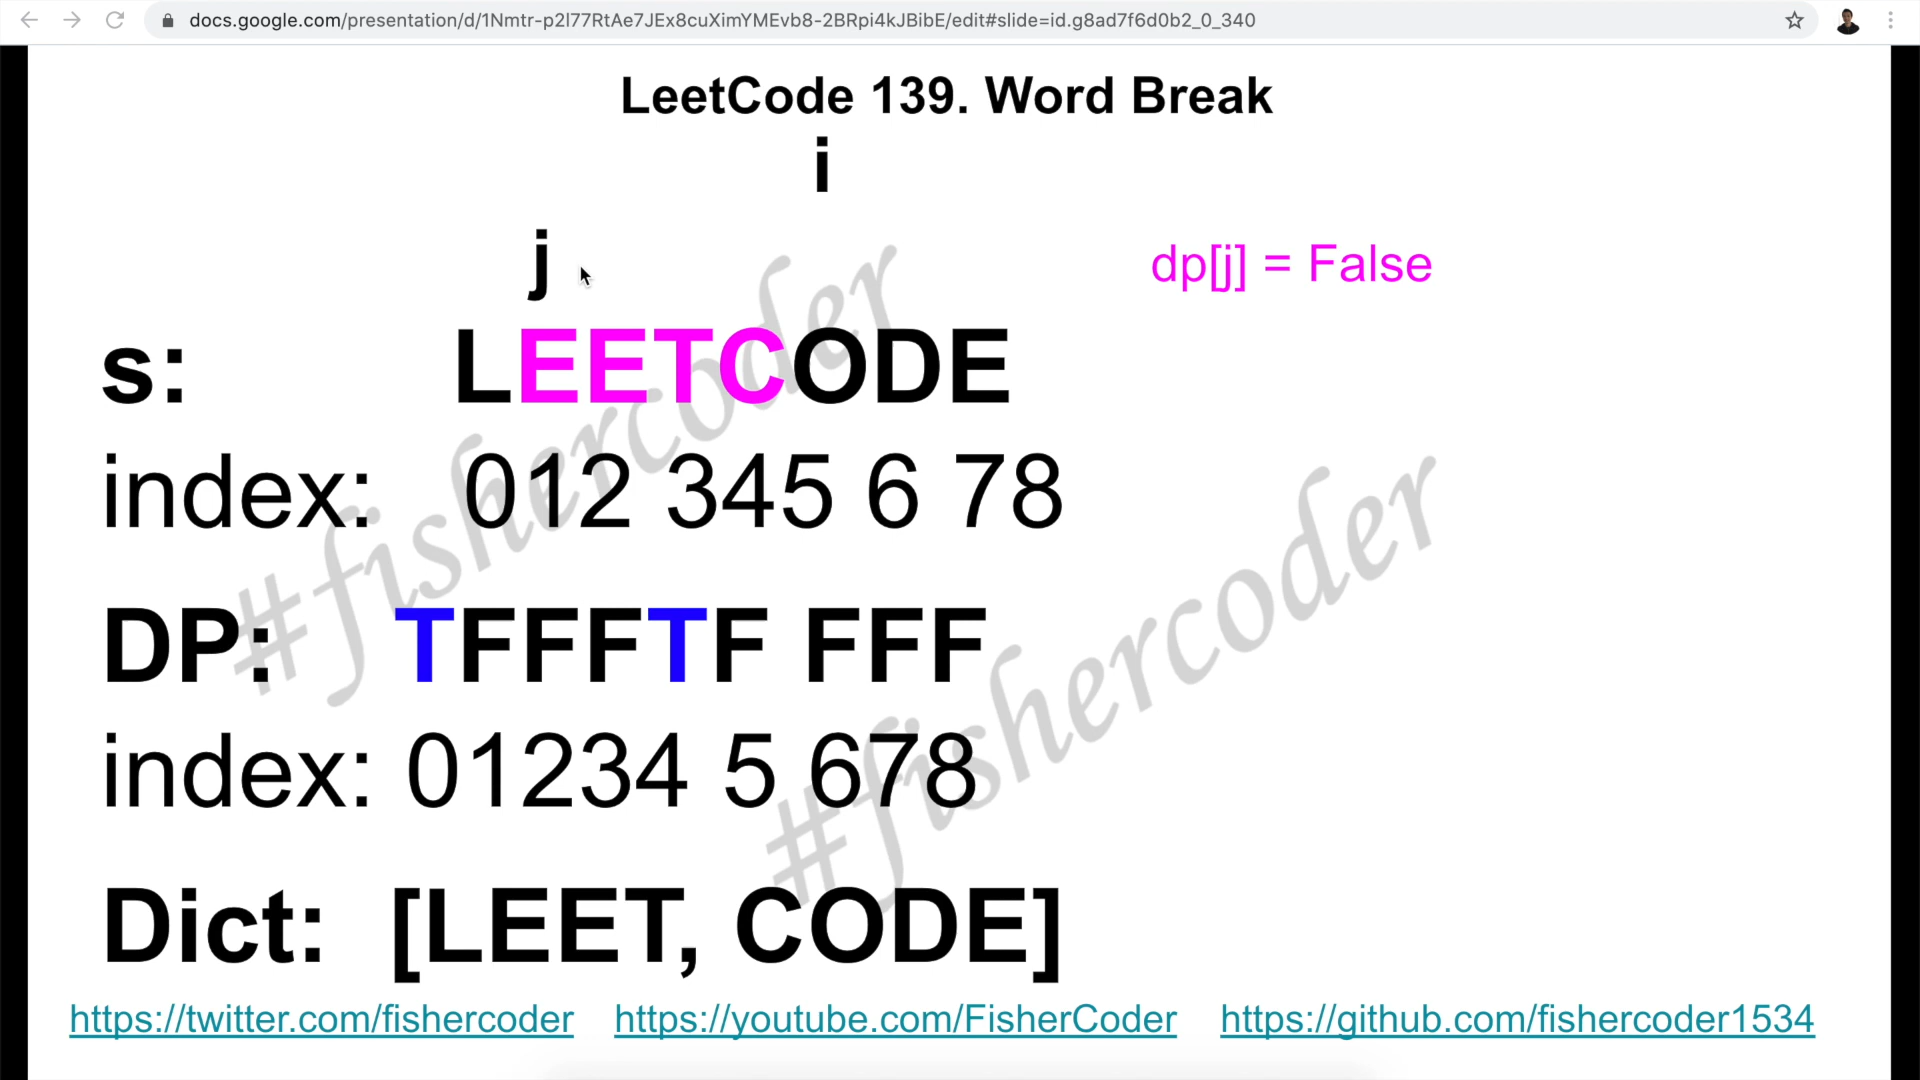 docs.google.com/presentation/d/1Nmtr-p2l77RtAe7JEx8cuXimYMEvb8-2BRpi4kJBibE/edit#slide=id.g8ad7f6d0b2_0_340
LeetCode 139. Word Break
i
j
dp[j] = False
s: LEETCODE
index: 012 345 6 78
DP: TFFFTF FFF
index: 01234 5 678
Dict: [LEET, CODE]
#fishercoder
#fishercoder
https://twitter.com/fishercoder https://youtube.com/FisherCoder https://github.com/fishercoder1534